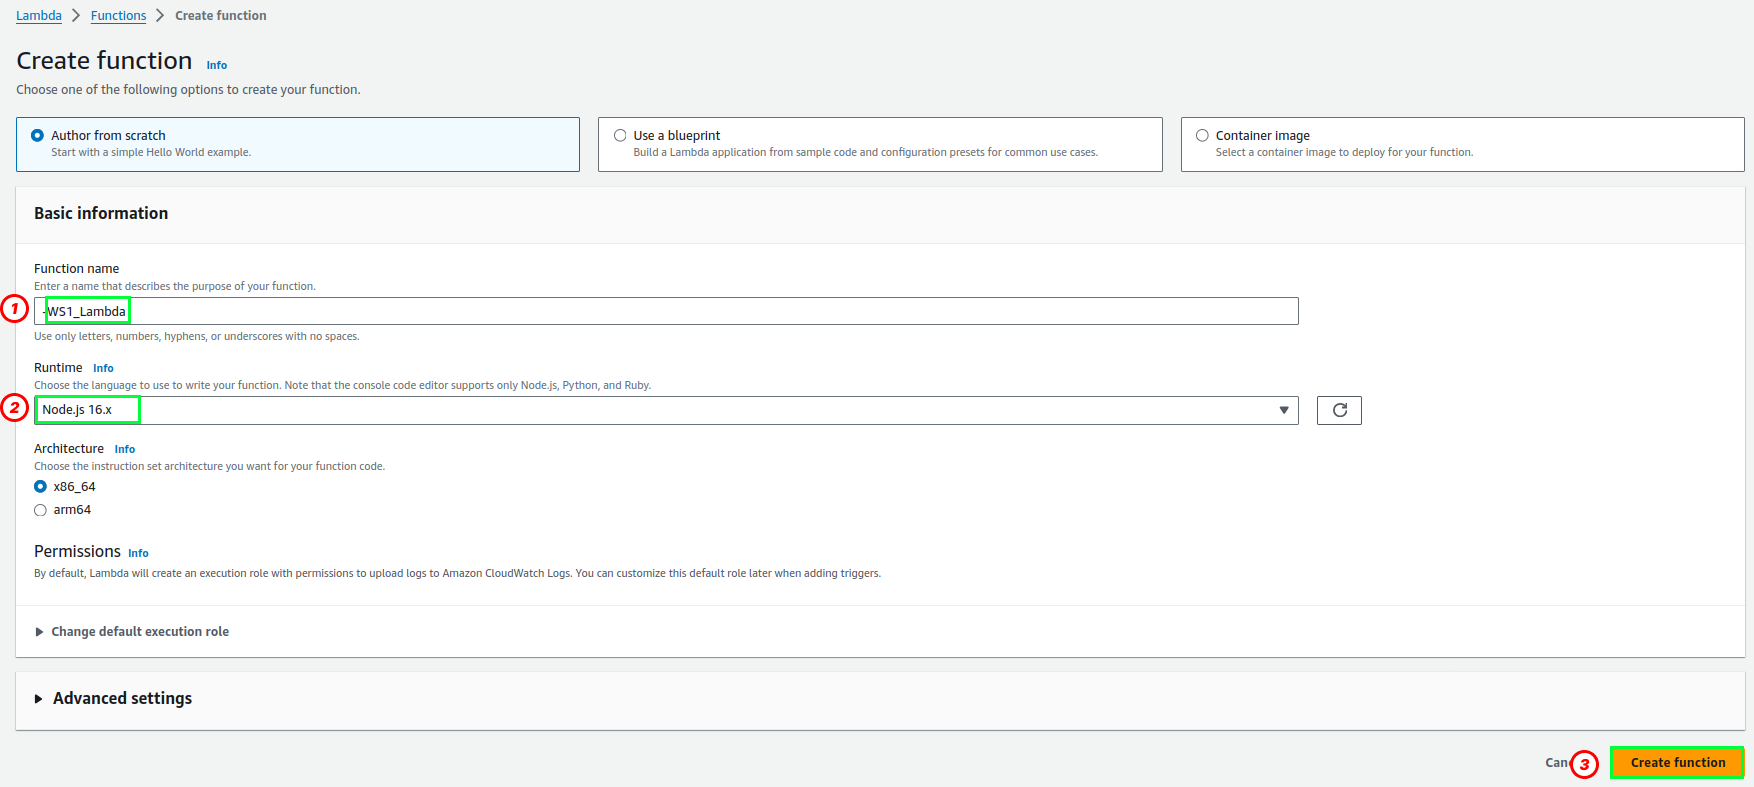 Lambda > Functions > Create function
Create function Info
Choose one of the following options to create your function.
Author from scratch
Start with a simple Hello World example.
Use a blueprint
Build a Lambda application from sample code and configuration presets for common use cases.
Container image
Select a container image to deploy for your function.
Basic information
Function name
Enter a name that describes the purpose of your function.
1
-WS1_Lambda
Use only letters, numbers, hyphens, or underscores with no spaces.
Runtime Info
Choose the language to use to write your function. Note that the console code editor supports only Node.js, Python, and Ruby.
2
Node.js 16.x
Architecture Info
Choose the instruction set architecture you want for your function code.
x86_64
arm64
Permissions Info
By default, Lambda will create an execution role with permissions to upload logs to Amazon CloudWatch Logs. You can customize this default role later when adding triggers.
Change default execution role
Advanced settings
Can 3 Create function